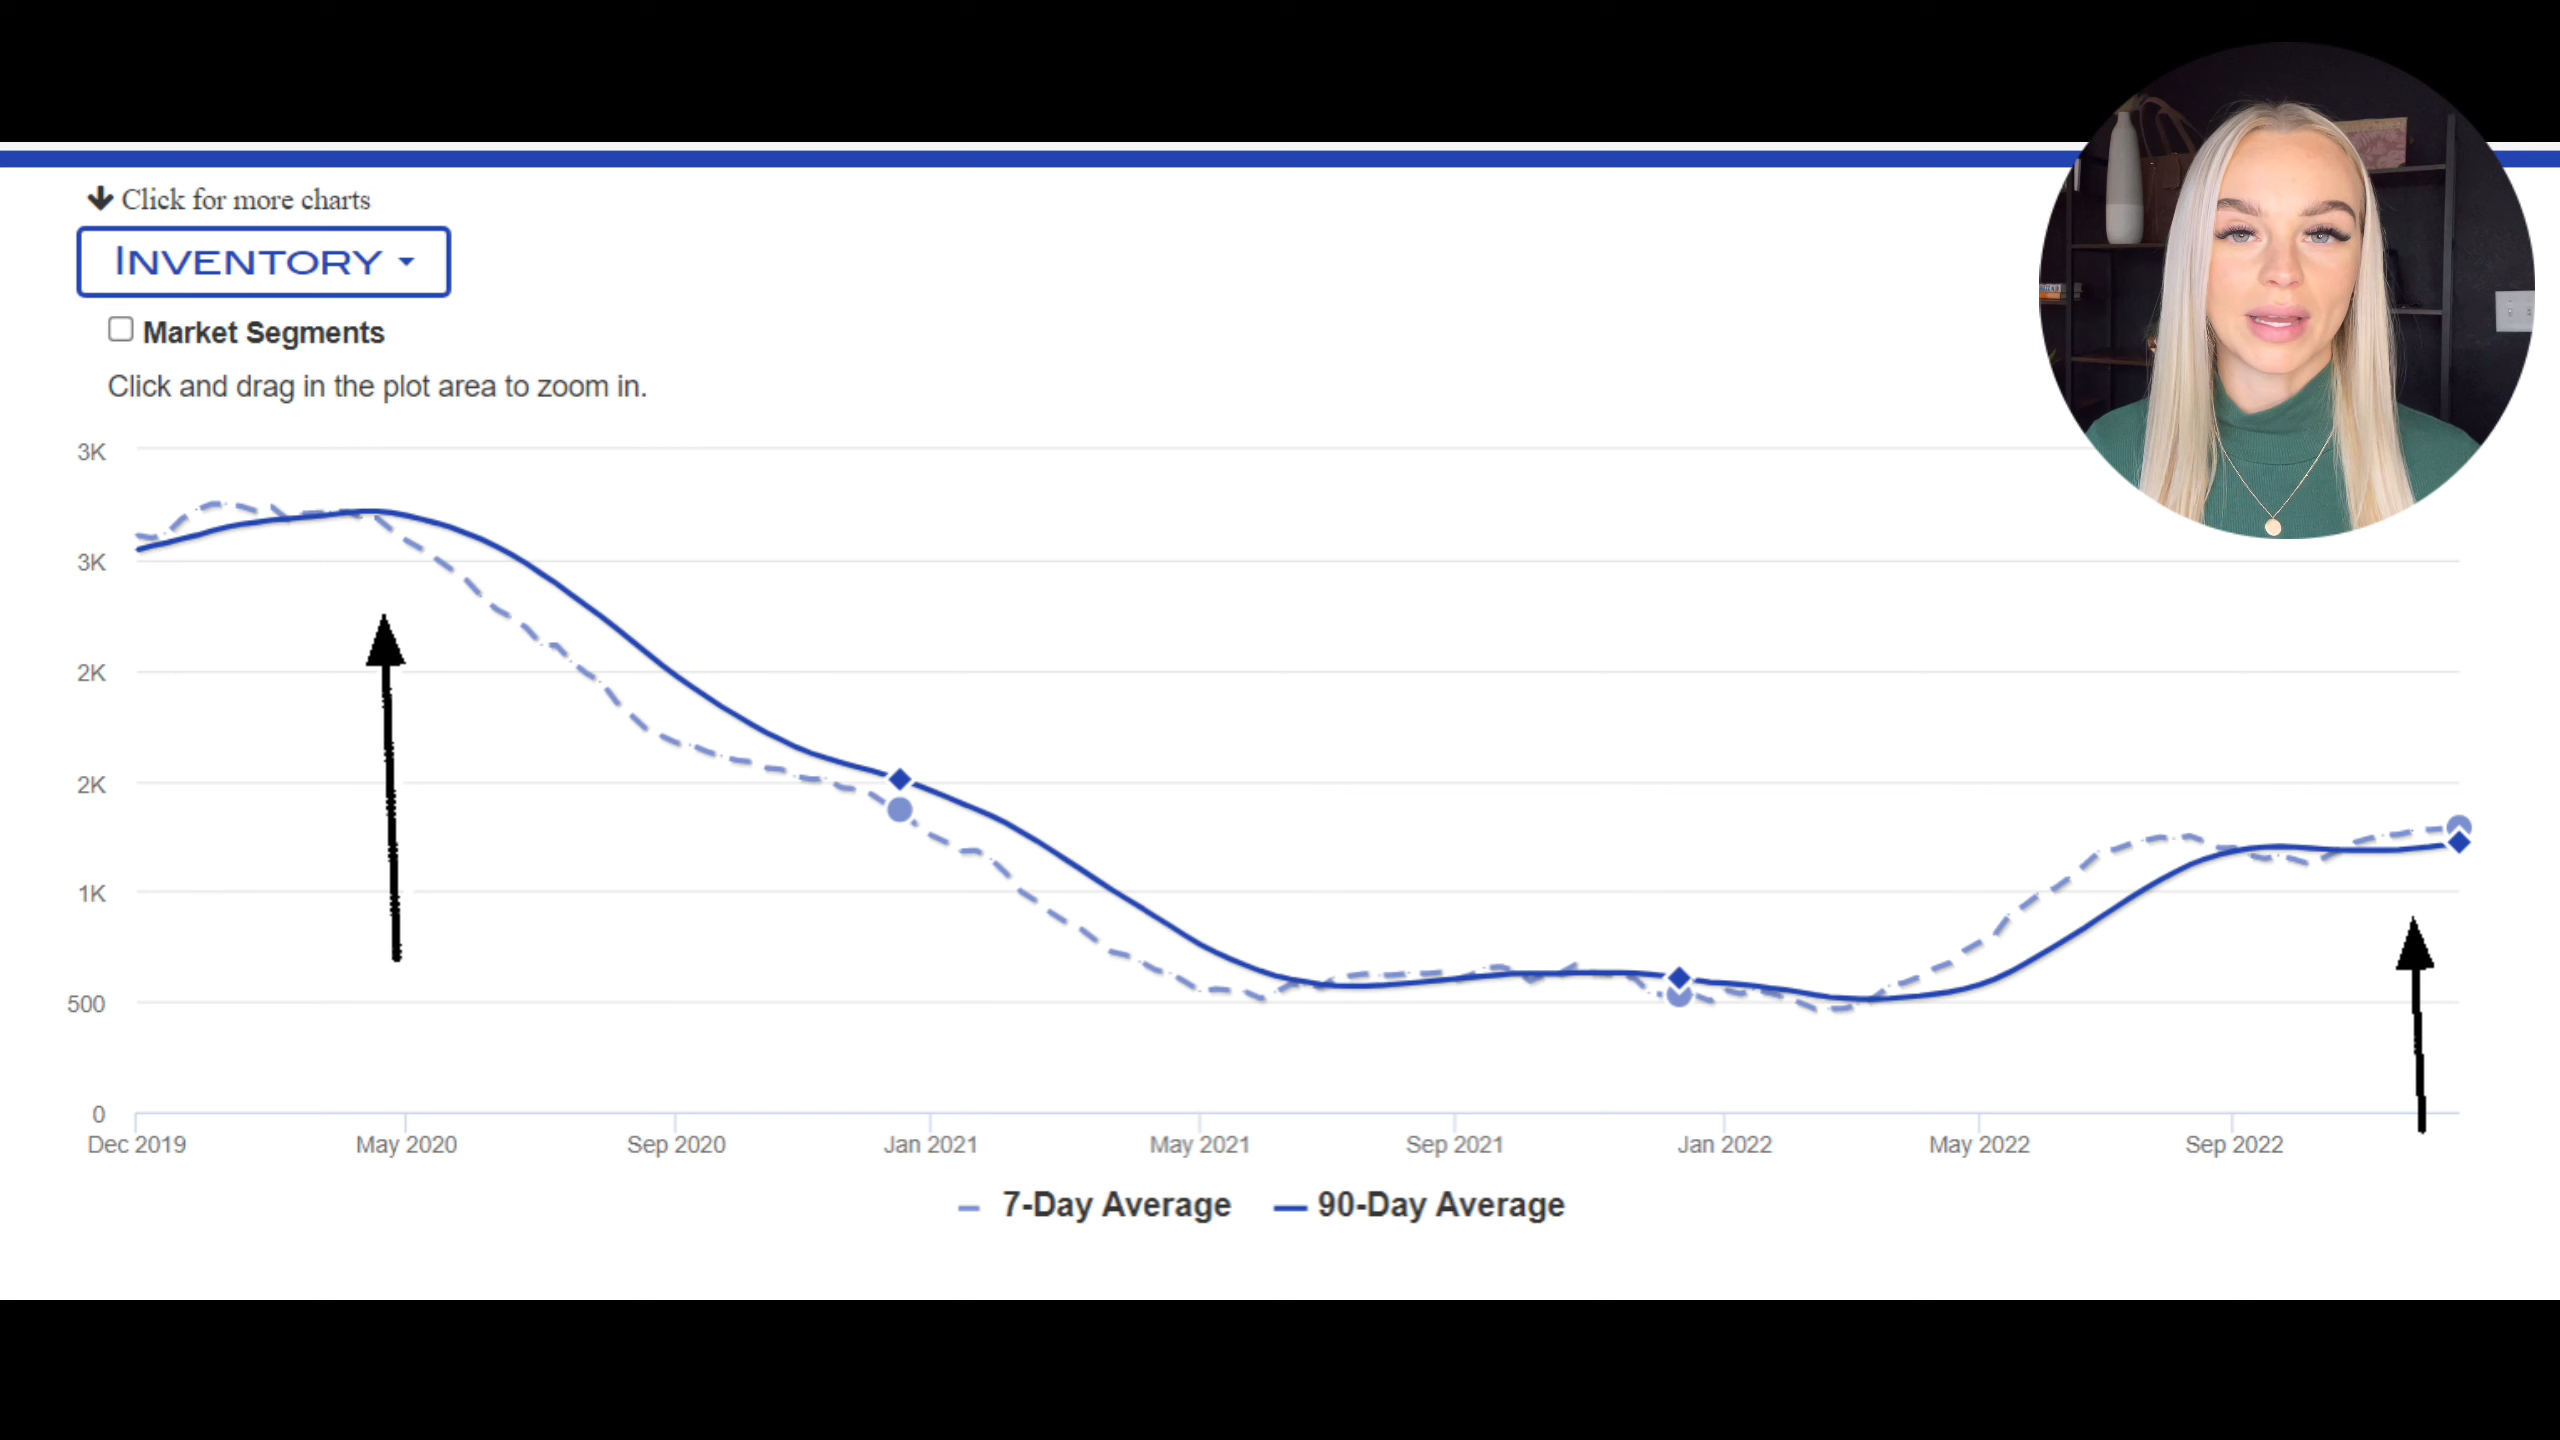 Click for more charts
INVENTORY
Market Segments
Click and drag in the plot area to zoom in.
3K
3K
2K
2K
1K
500
0
Dec 2019 May 2020 Sep 2020 Jan 2021 May 2021 Sep 2021 Jan 2022 May 2022 Sep 2022
7-Day Average 90-Day Average